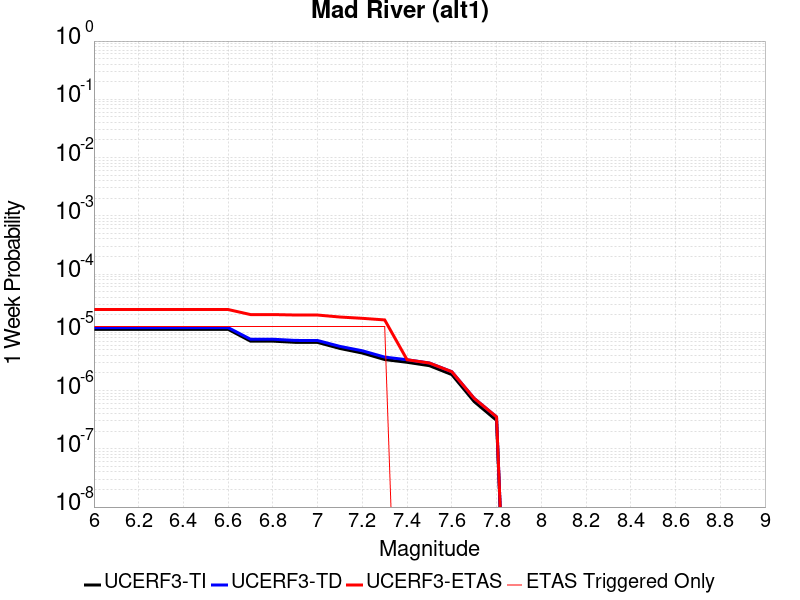 Mad River (alt1)
10^0
10^-1
10^-2
10^-3
10^-4
10^-5
10^-6
10^-7
10^-8
1 Week Probability
6 6.2 6.4 6.6 6.8 7 7.2 7.4 7.6 7.8 8 8.2 8.4 8.6 8.8 9
Magnitude
UCERF3-TI UCERF3-TD UCERF3-ETAS ETAS Triggered Only